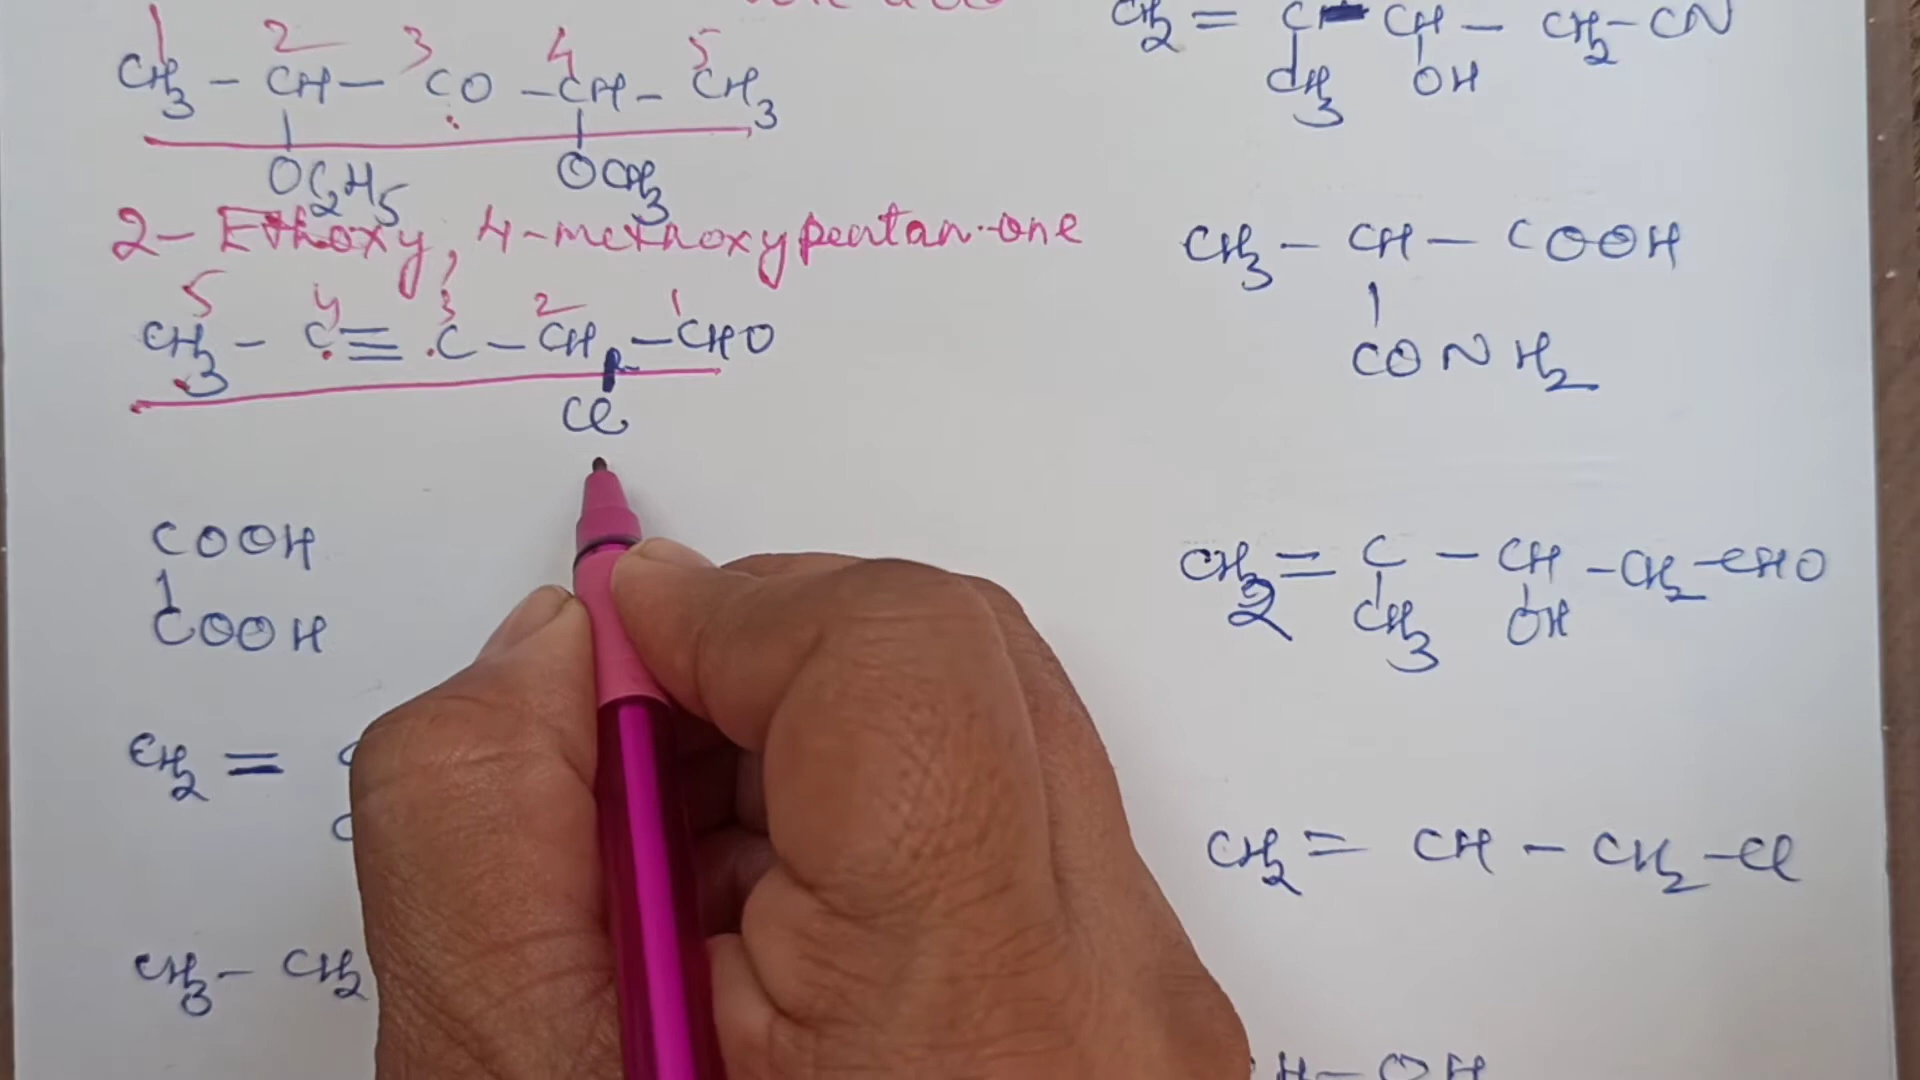 1 2 3 4 5
CH3 - CH - CO - CH - CH3
OC2H5 OCH3
2- Ethoxy, 4-methoxypentan-one
5 4 3 2 1
CH3 - C ≡ C - CH - CHO
Cl
COOH
COOH
CH2 =
CH3 - CH2
CH2 = C - CH - CH2 - CN
CH3 OH
CH3 - CH - COOH
CONH2
CH2 = C - CH - CH2 - CHO
CH3 OH
CH2 = CH - CH2 - Cl
H - OH